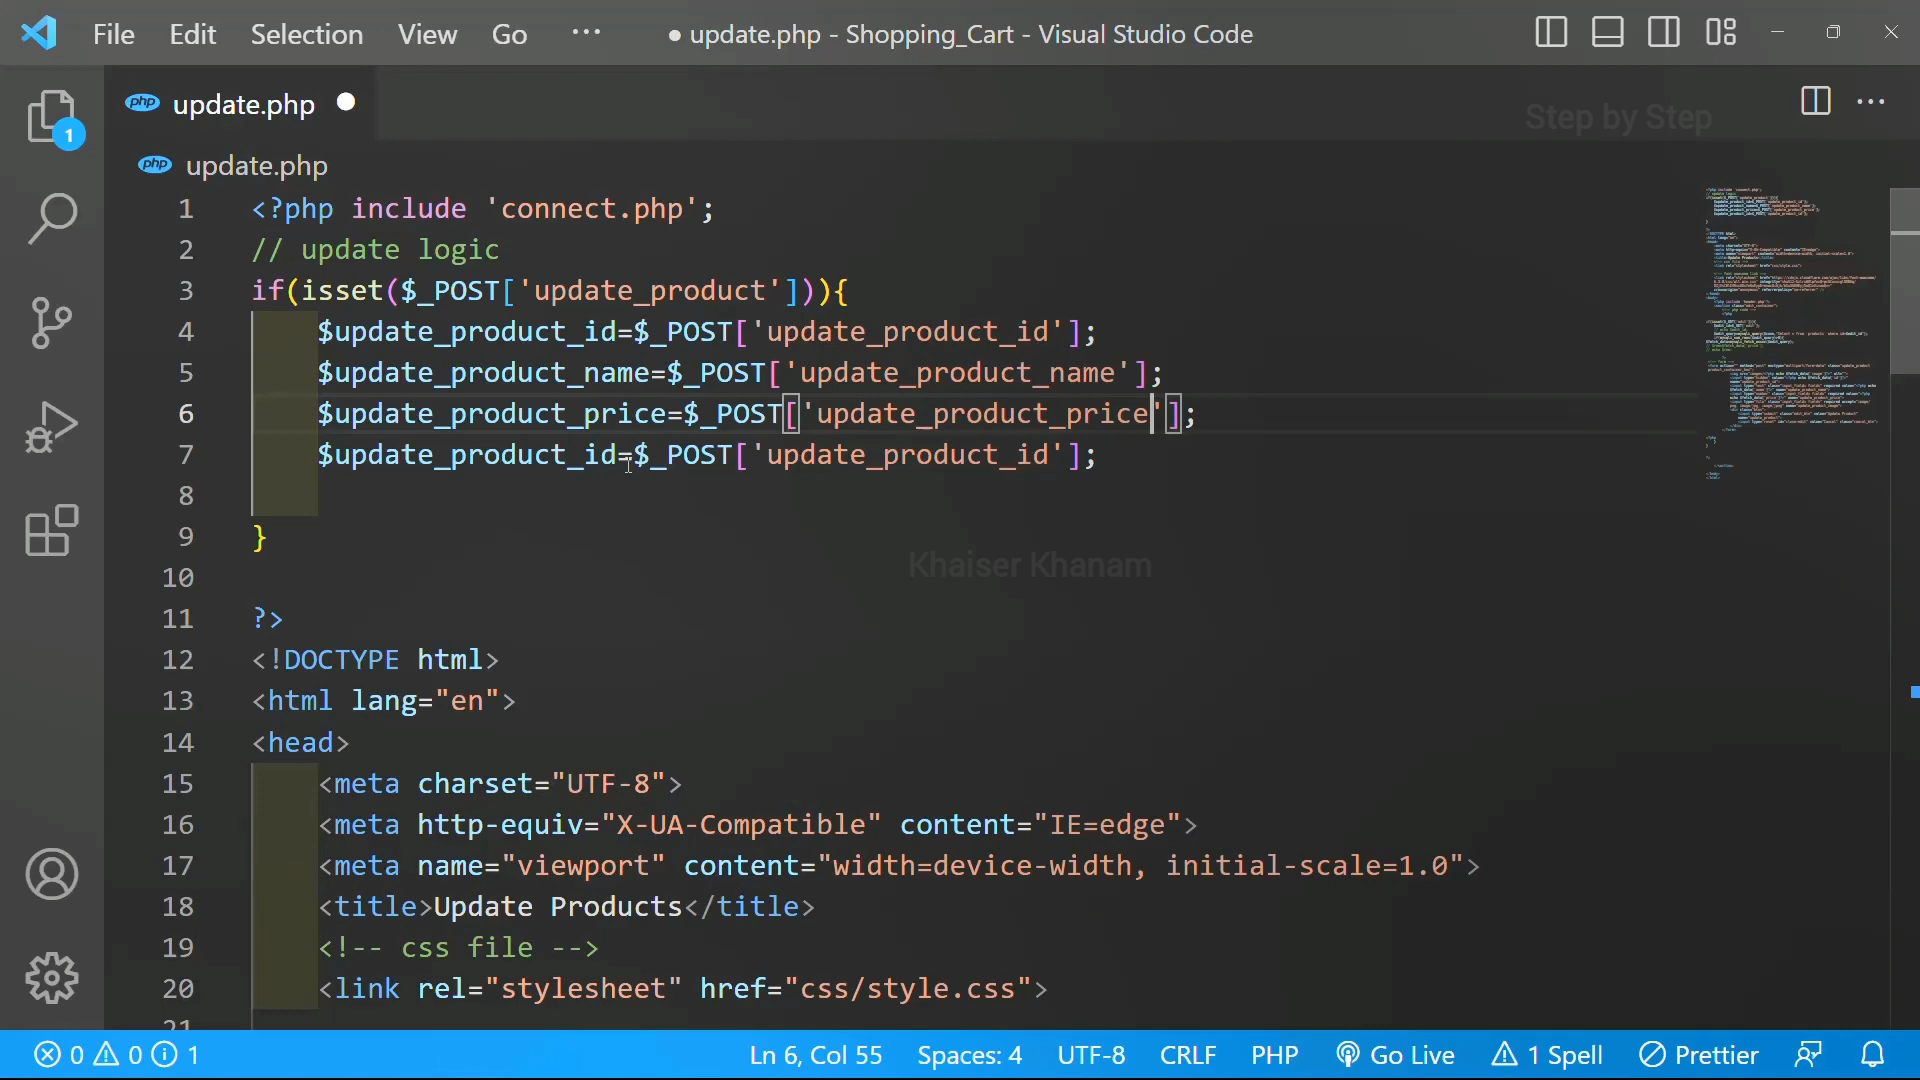 File Edit Selection View Go ··· ● update.php - Shopping_Cart - Visual Studio Code
php update.php
Step by Step
1
php update.php
1 <?php include 'connect.php';
2 // update logic
3 if(isset($_POST['update_product'])){
4 $update_product_id=$_POST['update_product_id'];
5 $update_product_name=$_POST['update_product_name'];
6 $update_product_price=$_POST['update_product_price'];
7 $update_product_id=$_POST['update_product_id'];
8
9 }
Khaiser Khanam
10
11 ?>
12 <!DOCTYPE html>
13 <html lang="en">
14 <head>
15 <meta charset="UTF-8">
16 <meta http-equiv="X-UA-Compatible" content="IE=edge">
17 <meta name="viewport" content="width=device-width, initial-scale=1.0">
18 <title>Update Products</title>
19 <!-- css file -->
20 <link rel="stylesheet" href="css/style.css">
21
0 0 1 Ln 6, Col 55 Spaces: 4 UTF-8 CRLF PHP Go Live 1 Spell Prettier